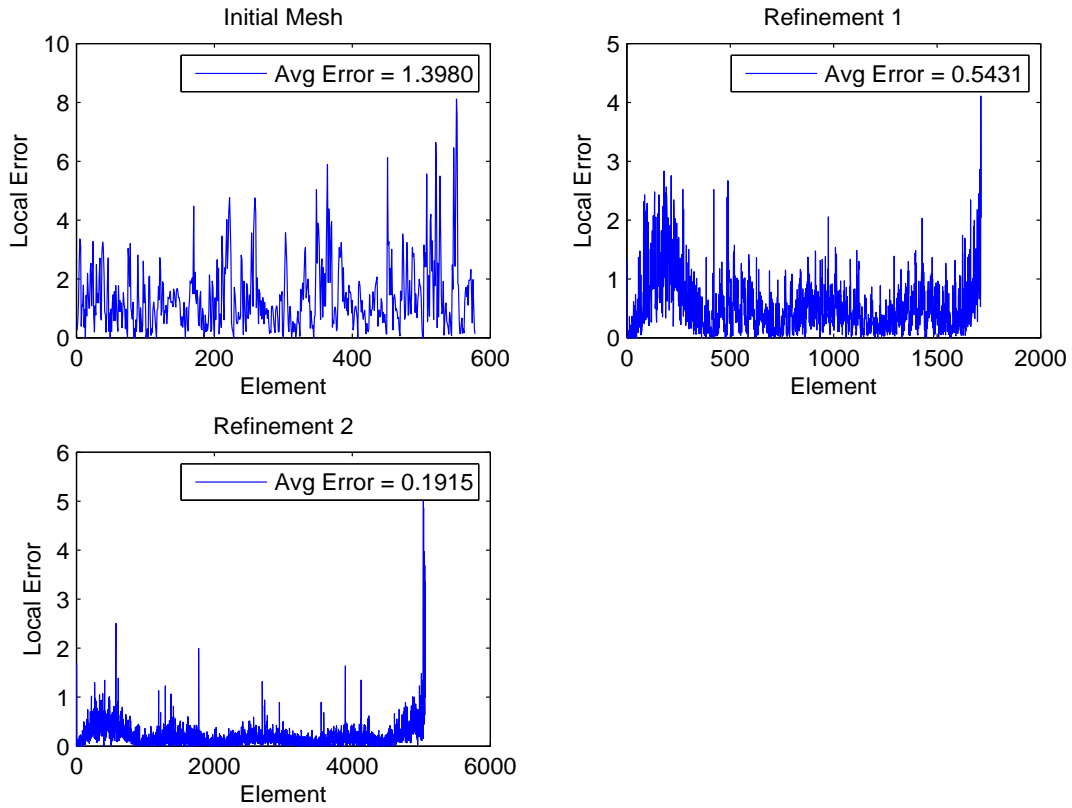 Initial Mesh
Avg Error = 1.3980
Local Error
10
8
6
4
2
0
0 200 400 600
Element
Refinement 1
Avg Error = 0.5431
Local Error
5
4
3
2
1
0
0 500 1000 1500 2000
Element
Refinement 2
Avg Error = 0.1915
Local Error
6
5
4
3
2
1
0
0 2000 4000 6000
Element